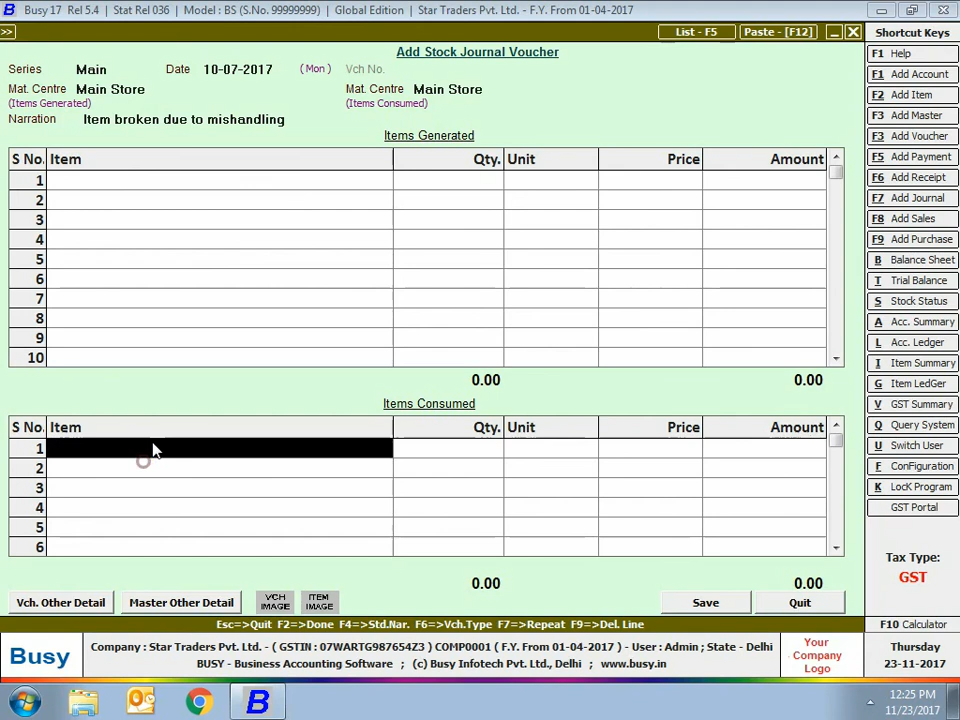 Busy 17 Rel 5.4 | Stat Rel 036 | Model : BS (S.No. 99999999) | Global Edition | Star Traders Pvt. Ltd. - F.Y. From 01-04-2017
>> List - F5 Paste - [F12]
Add Stock Journal Voucher
Series Main Date 10-07-2017 ( Mon ) Vch No.
Mat. Centre Main Store Mat. Centre Main Store
(Items Generated) (Items Consumed)
Narration Item broken due to mishandling
Items Generated
S No. Item Qty. Unit Price Amount
1
2
3
4
5
6
7
8
9
10
0.00 0.00
Items Consumed
S No. Item Qty. Unit Price Amount
1
2
3
4
5
6
0.00 0.00
Vch. Other Detail Master Other Detail VCH IMAGE ITEM IMAGE Save Quit
Esc=>Quit F2=>Done F4=>Std.Nar. F6=>Vch.Type F7=>Repeat F9=>Del. Line
Shortcut Keys
F1 Help
F1 Add Account
F2 Add Item
F3 Add Master
F3 Add Voucher
F5 Add Payment
F6 Add Receipt
F7 Add Journal
F8 Add Sales
F9 Add Purchase
B Balance Sheet
T Trial Balance
S Stock Status
A Acc. Summary
L Acc. Ledger
I Item Summary
G Item LedGer
V GST Summary
Q Query System
U Switch User
F ConFiguration
K LocK Program
GST Portal
Tax Type:
GST
F10 Calculator
Busy
Company : Star Traders Pvt. Ltd. - ( GSTIN : 07WARTG987654Z3 ) COMP0001 ( F.Y. From 01-04-2017 ) - User : Admin ; State - Delhi
BUSY - Business Accounting Software ; (c) Busy Infotech Pvt. Ltd., Delhi ; www.busy.in
Your
Company
Logo
Thursday
23-11-2017
12:25 PM
11/23/2017